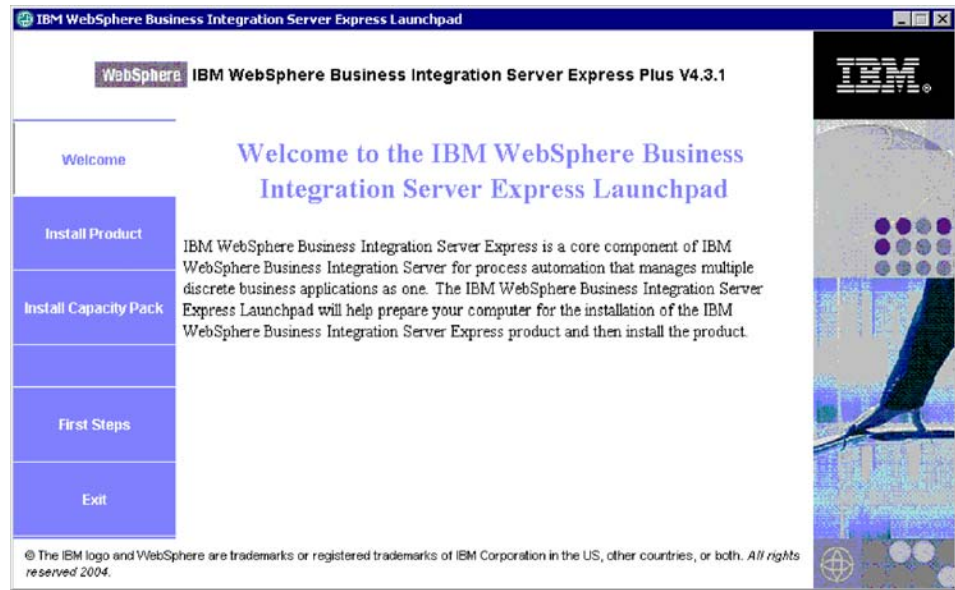 IBM WebSphere Business Integration Server Express Launchpad
WebSphere IBM WebSphere Business Integration Server Express Plus V4.3.1
IBM®
Welcome
Welcome to the IBM WebSphere Business
Integration Server Express Launchpad
Install Product
IBM WebSphere Business Integration Server Express is a core component of IBM
WebSphere Business Integration Server for process automation that manages multiple
discrete business applications as one. The IBM WebSphere Business Integration Server
Express Launchpad will help prepare your computer for the installation of the IBM
WebSphere Business Integration Server Express product and then install the product.
Install Capacity Pack
First Steps
Exit
© The IBM logo and WebSphere are trademarks or registered trademarks of IBM Corporation in the US, other countries, or both. All rights
reserved 2004.